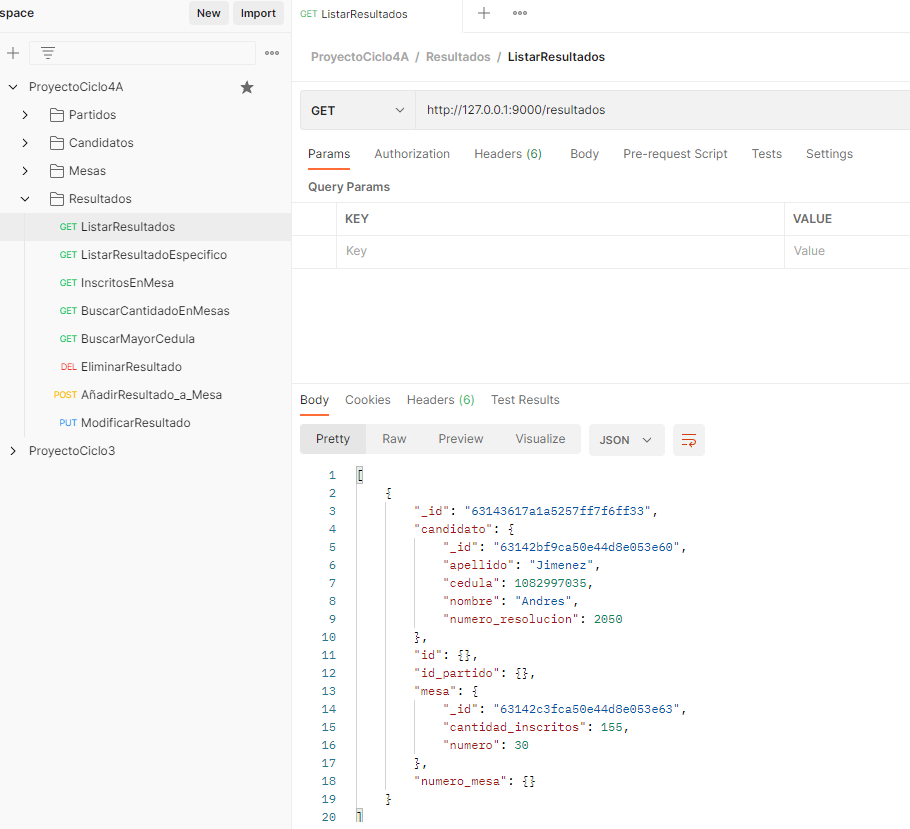 space
New
Import
GET ListarResultados
ProyectoCiclo4A
Partidos
Candidatos
Mesas
Resultados
GET ListarResultados
GET ListarResultadoEspecifico
GET InscritosEnMesa
GET BuscarCantidadoEnMesas
GET BuscarMayorCedula
DEL EliminarResultado
POST AñadirResultado_a_Mesa
PUT ModificarResultado
ProyectoCiclo3
ProyectoCiclo4A / Resultados / ListarResultados
GET http://127.0.0.1:9000/resultados
Params Authorization Headers (6) Body Pre-request Script Tests Settings
Query Params
KEY VALUE
Key Value
Body Cookies Headers (6) Test Results
Pretty Raw Preview Visualize JSON
1 [
2 {
3 "_id": "63143617a1a5257ff7f6ff33",
4 "candidato": {
5 "_id": "63142bf9ca50e44d8e053e60",
6 "apellido": "Jimenez",
7 "cedula": 1082997035,
8 "nombre": "Andres",
9 "numero_resolucion": 2050
10 },
11 "id": {},
12 "id_partido": {},
13 "mesa": {
14 "_id": "63142c3fca50e44d8e053e63",
15 "cantidad_inscritos": 155,
16 "numero": 30
17 },
18 "numero_mesa": {}
19 }
20 ]